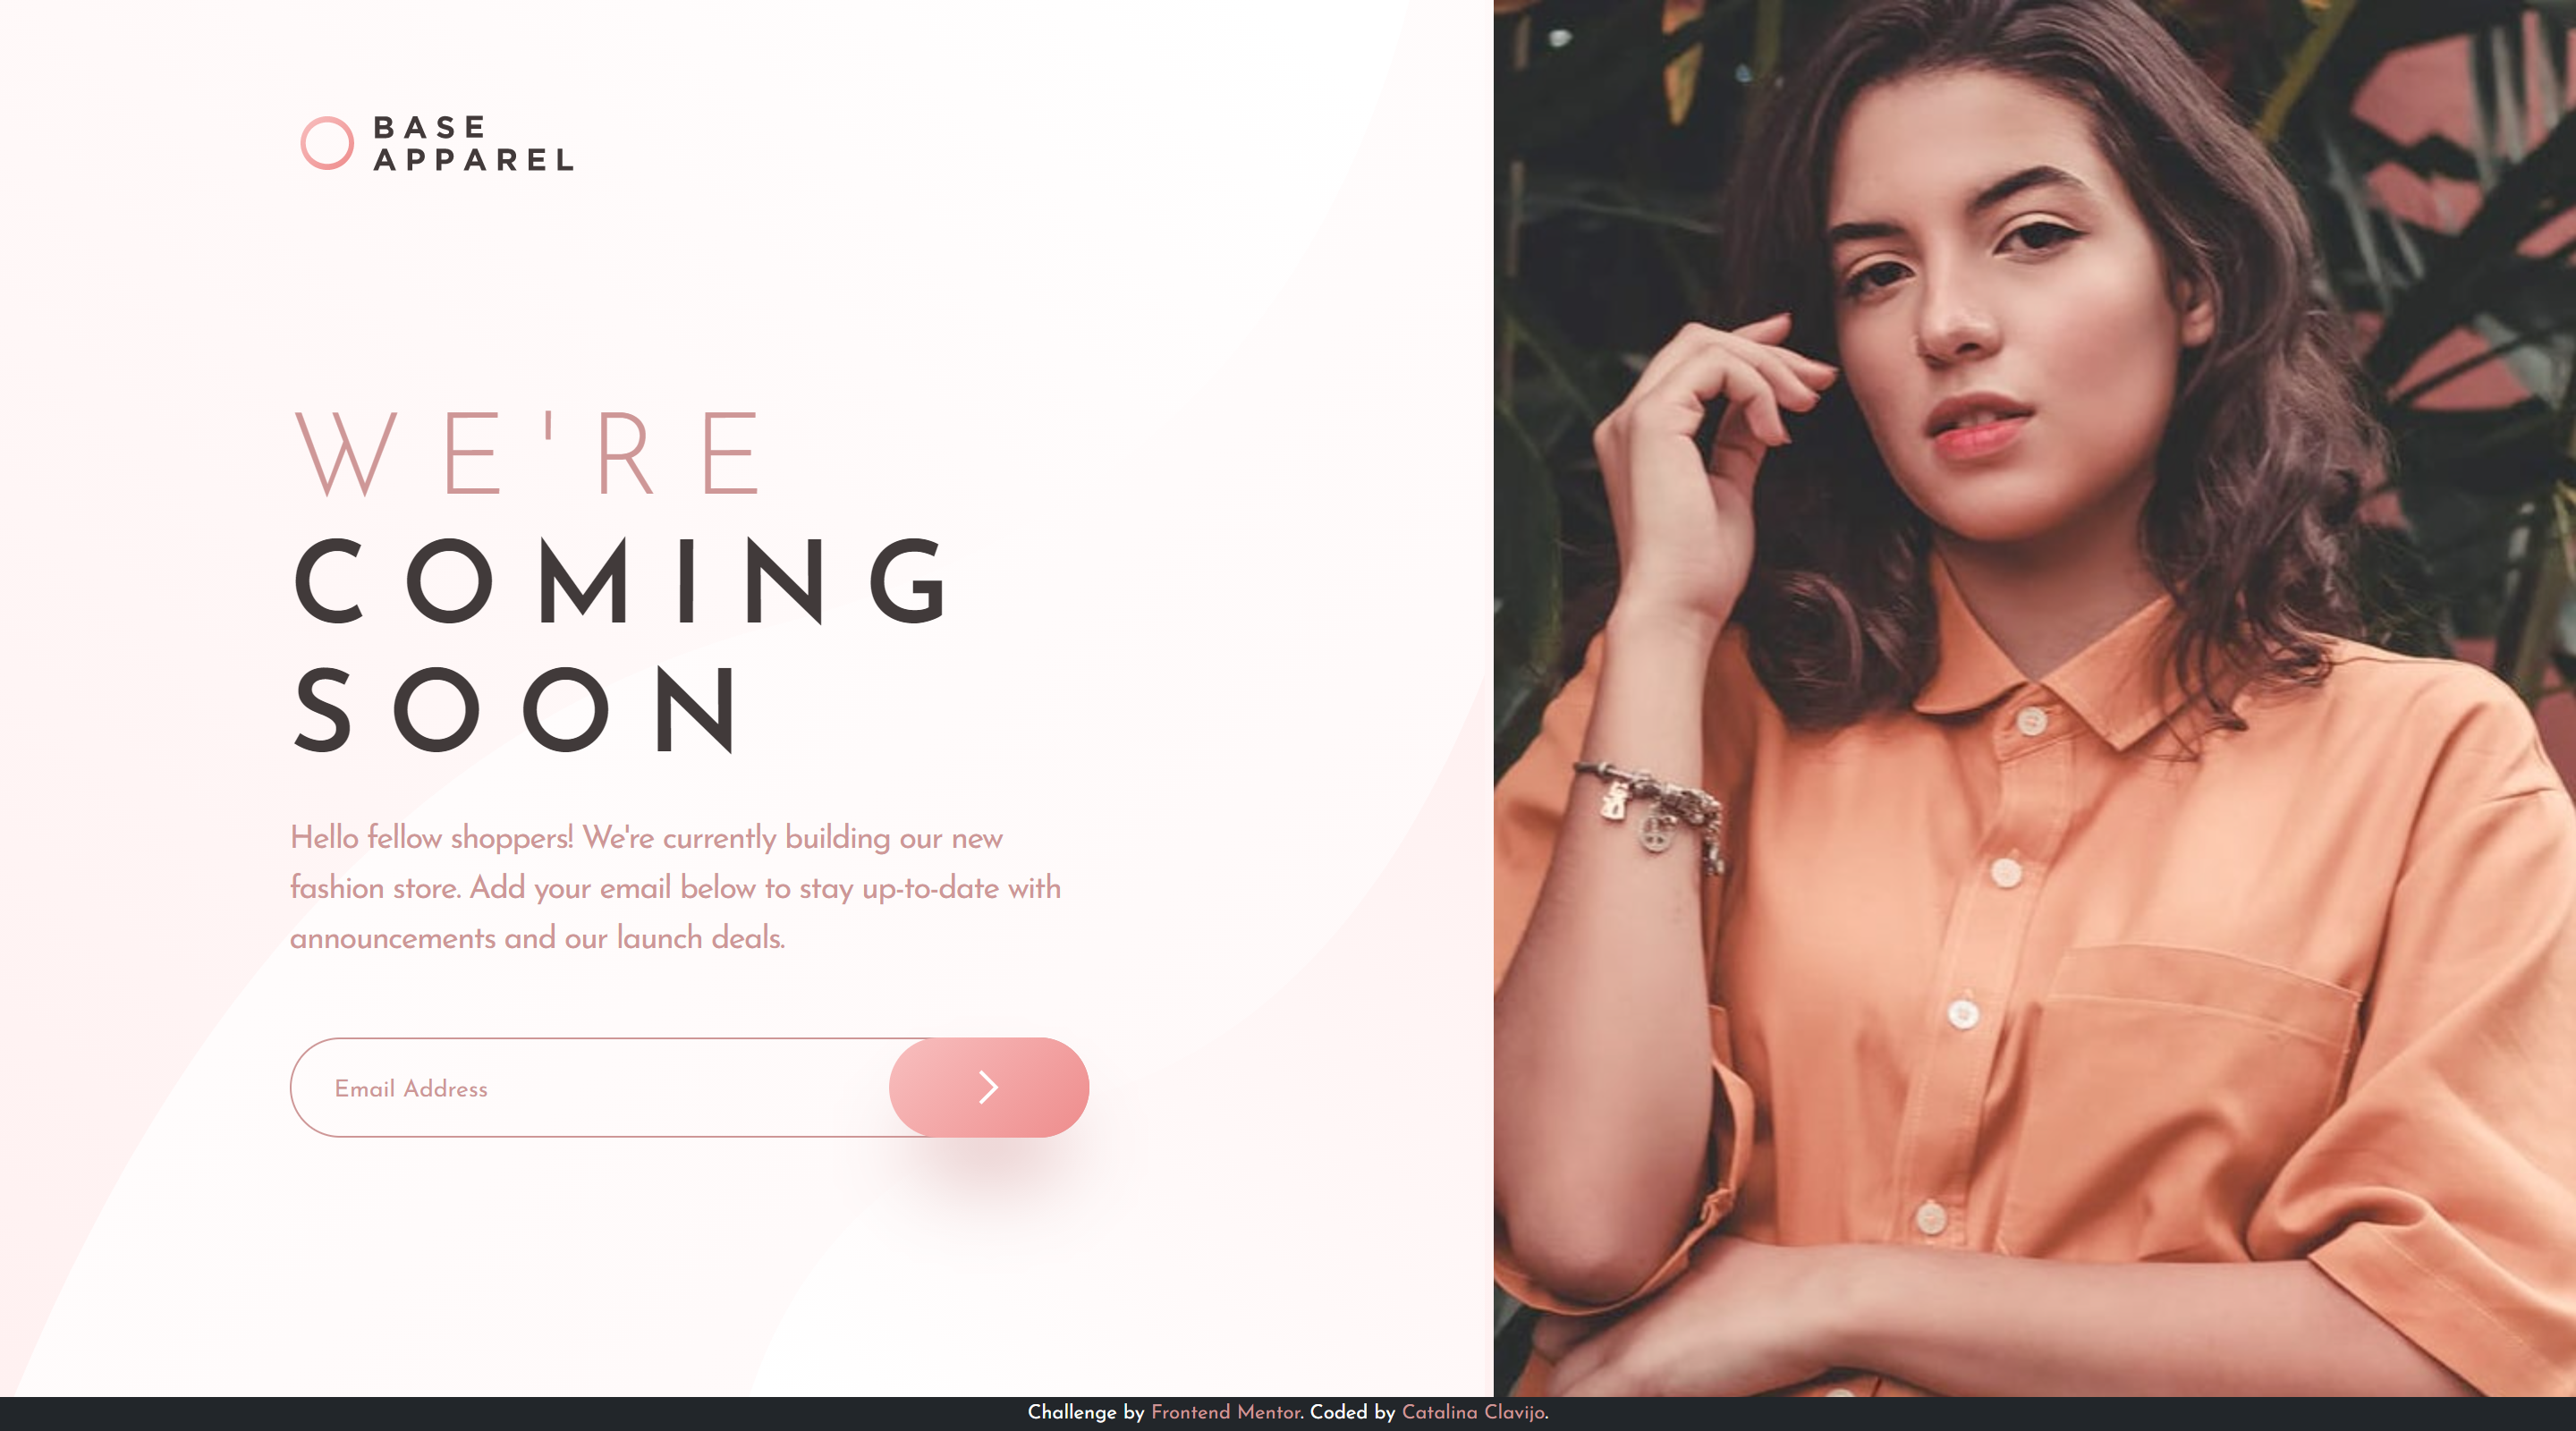 BASE
APPAREL
WE'RE
COMING
SOON
Hello fellow shoppers! We're currently building our new
fashion store. Add your email below to stay up-to-date with
announcements and our launch deals.
Email Address
Challenge by Frontend Mentor. Coded by Catalina Clavijo.